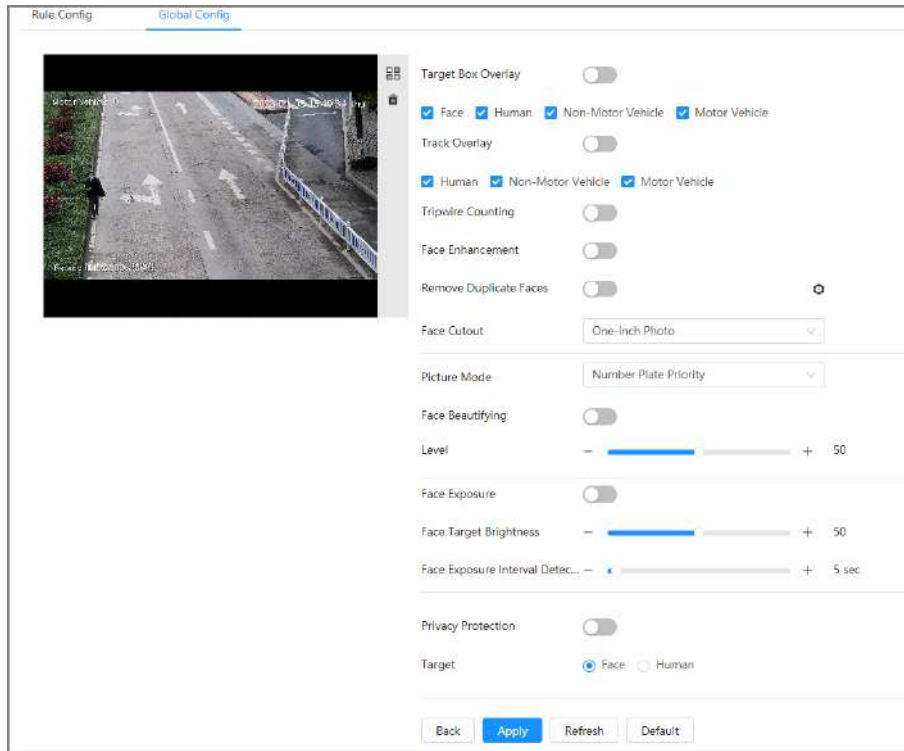 Rule Config Global Config
Motor Vehicle: 0
Target Box Overlay
Face Human Non-Motor Vehicle Motor Vehicle
Track Overlay
Human Non-Motor Vehicle Motor Vehicle
Tripwire Counting
Face Enhancement
Remove Duplicate Faces
Face Cutout One-Inch Photo
Picture Mode Number Plate Priority
Face Beautifying
Level − + 50
Face Exposure
Face Target Brightness − + 50
Face Exposure Interval Detec... − + 5 sec
Privacy Protection
Target Face Human
Back Apply Refresh Default